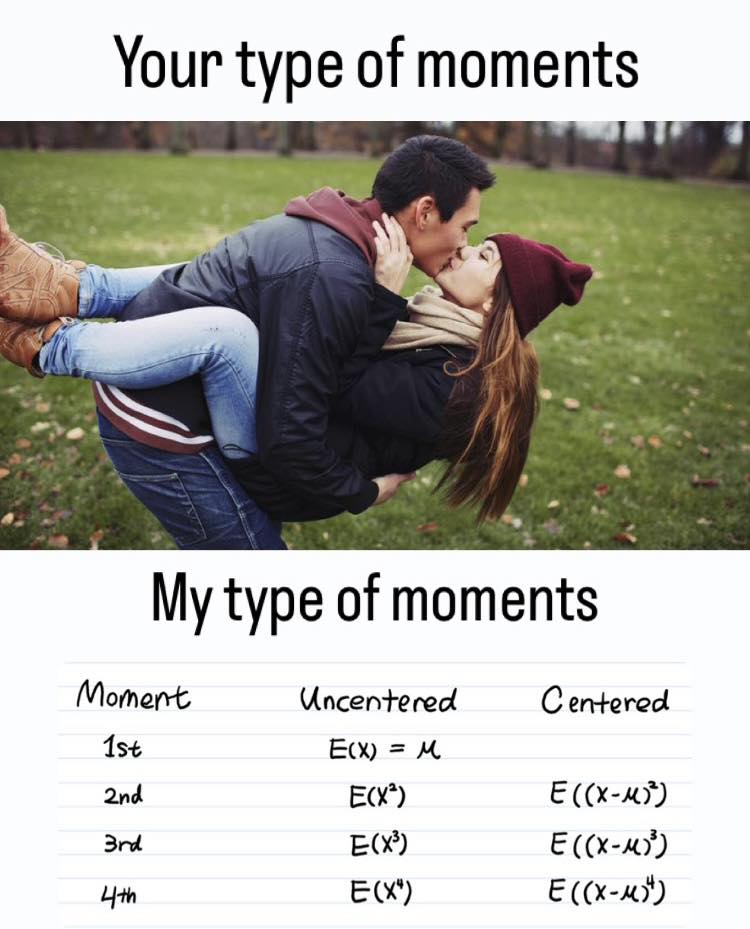 Your type of moments
My type of moments
Moment Uncentered Centered
1st E(X) = μ
2nd E(X²) E((X-μ)²)
3rd E(X³) E((X-μ)³)
4th E(X⁴) E((X-μ)⁴)